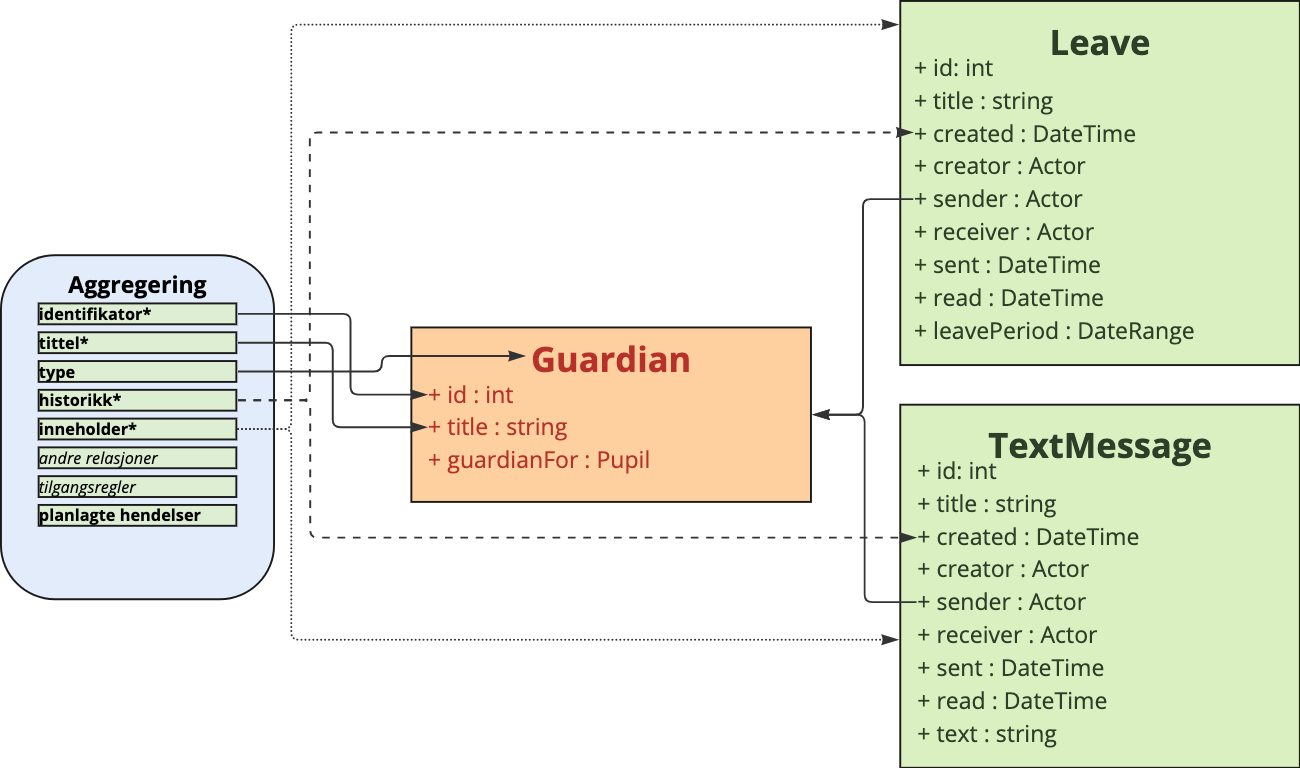 Aggregering
identifikator*
tittel*
type
historikk*
inneholder*
andre relasjoner
tilgangsregler
planlagte hendelser
Guardian
+ id : int
+ title : string
+ guardianFor : Pupil
Leave
+ id: int
+ title : string
+ created : DateTime
+ creator : Actor
+ sender : Actor
+ receiver : Actor
+ sent : DateTime
+ read : DateTime
+ leavePeriod : DateRange
TextMessage
+ id: int
+ title : string
+ created : DateTime
+ creator : Actor
+ sender : Actor
+ receiver : Actor
+ sent : DateTime
+ read : DateTime
+ text : string